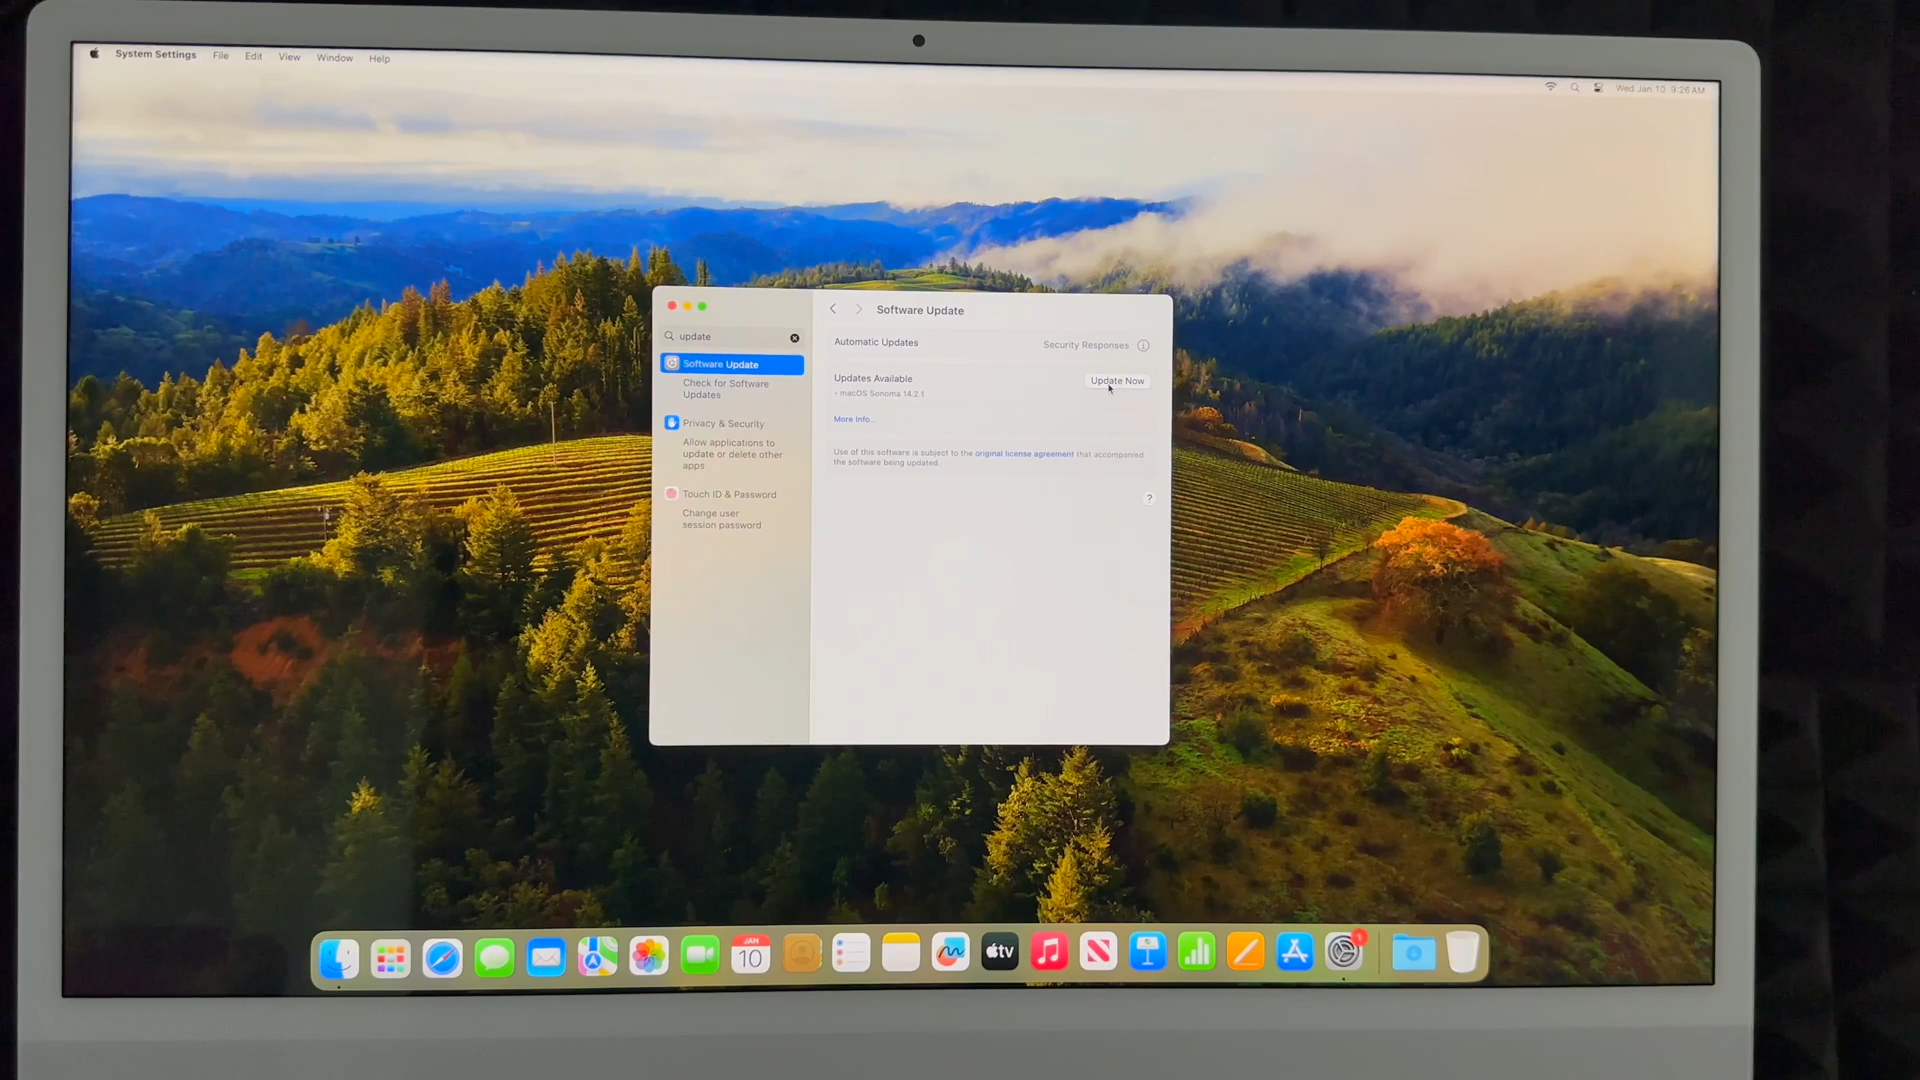 System Settings File Edit View Window Help
Wed Jan 10 9:26 AM
update
Software Update
Check for Software
Updates
Privacy & Security
Allow applications to
update or delete other
apps
Touch ID & Password
Change user
session password
Software Update
Automatic Updates
Security Responses
Updates Available
Update Now
- macOS Sonoma 14.2.1
More Info...
Use of this software is subject to the original license agreement that accompanied
the software being updated.
?
JAN
10
tv
1